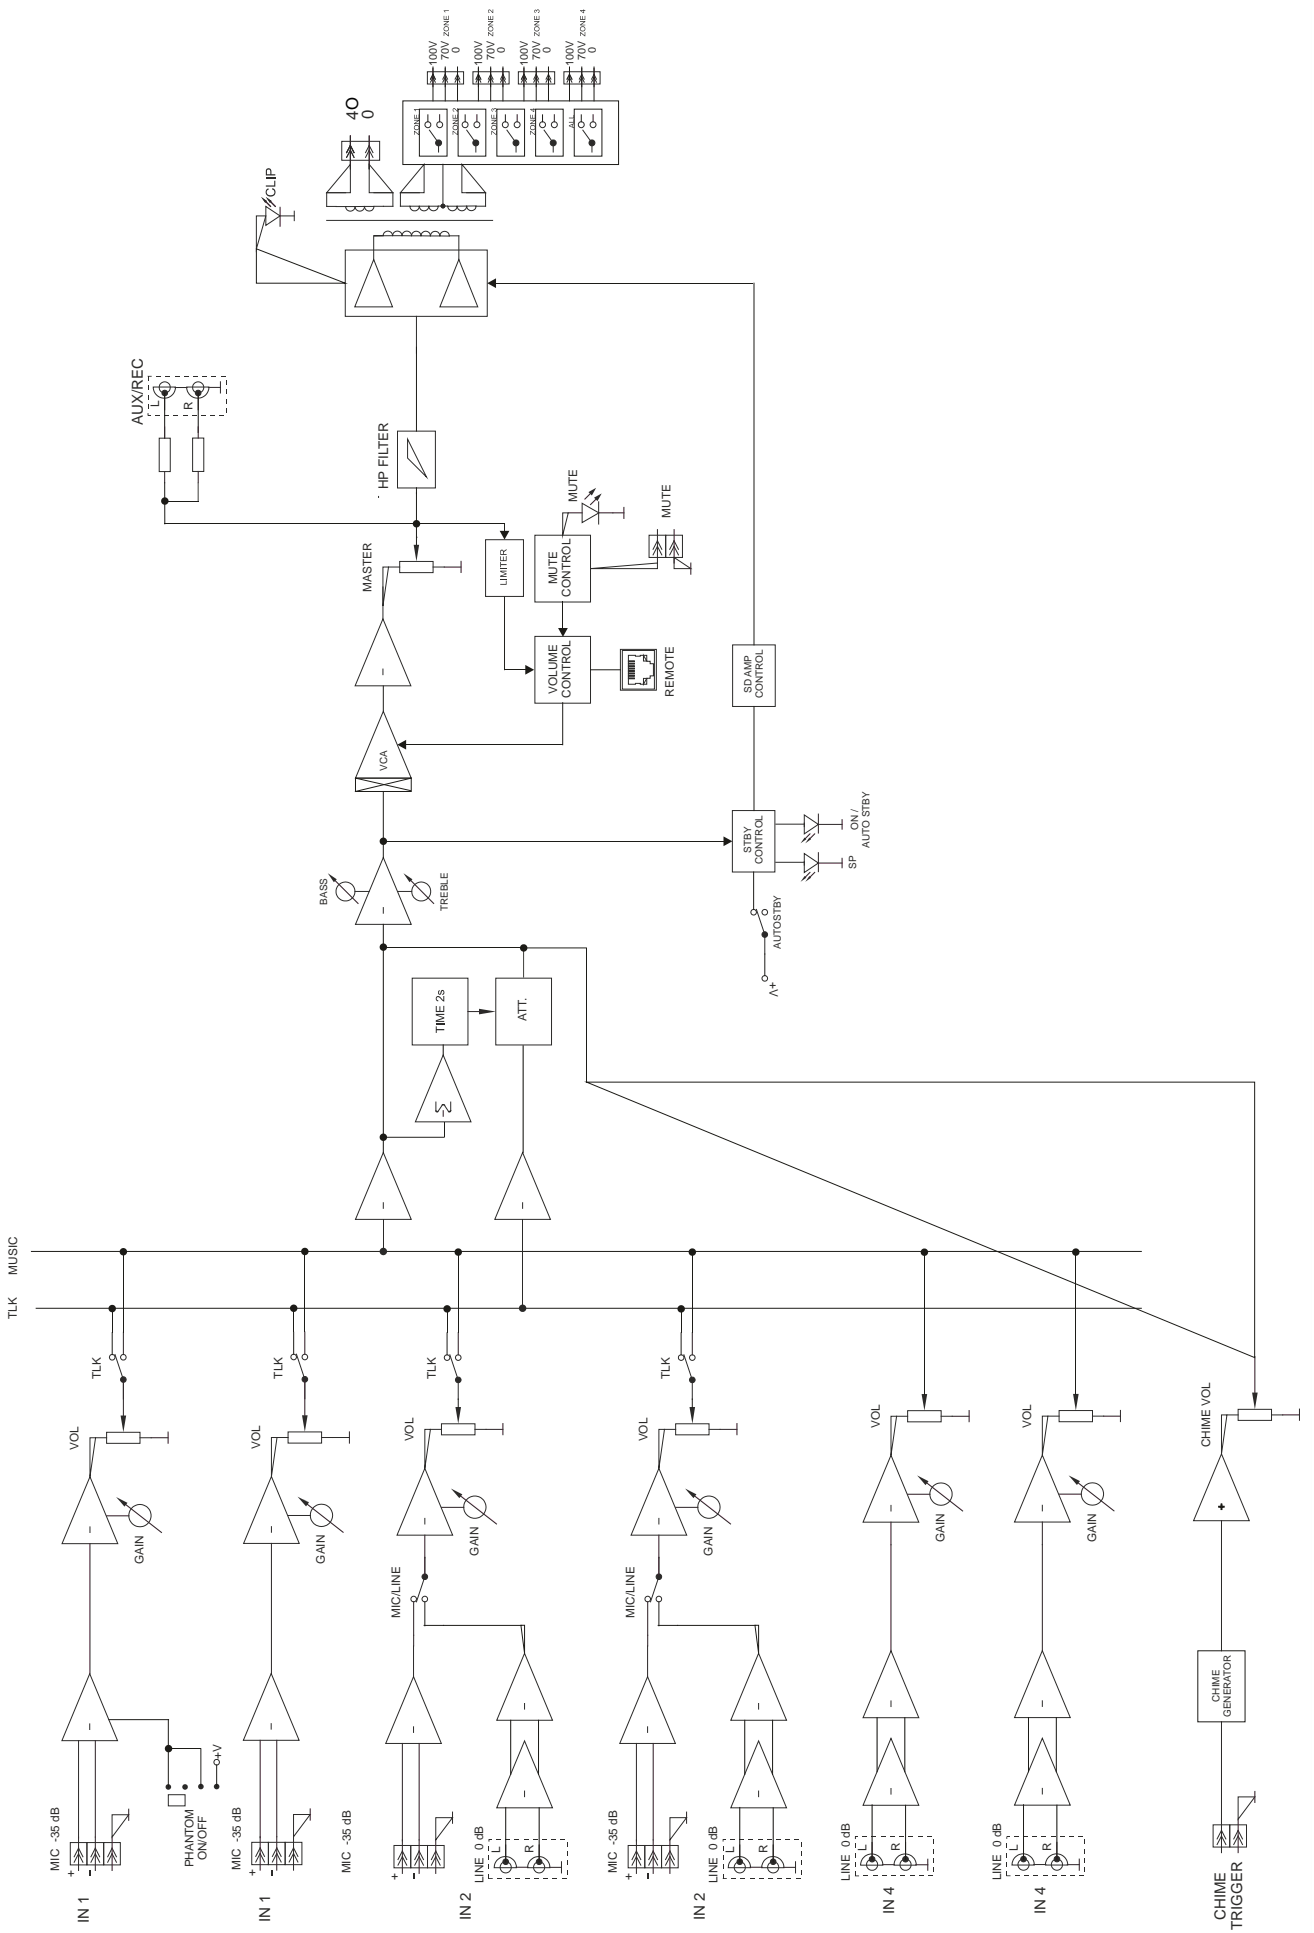 100V
70V ZONE 1
0
100V
70V ZONE 2
0
100V
70V ZONE 3
0
100V
70V ZONE 4
0
4O
0
ZONE 1
ZONE 2
ZONE 3
ZONE 4
ALL
CLIP
AUX/REC
L
R
HP FILTER
MASTER
LIMITER
MUTE
CONTROL
MUTE
MUTE
VOLUME
CONTROL
REMOTE
SD AMP
CONTROL
VCA
STBY
CONTROL
ON /
AUTO STBY
SP
AUTOSTBY
+V
BASS
TREBLE
TIME 2s
ATT.
MUSIC
TLK
TLK
TLK
TLK
TLK
VOL
VOL
VOL
VOL
VOL
VOL
CHIME VOL
GAIN
GAIN
GAIN
GAIN
GAIN
GAIN
MIC/LINE
MIC/LINE
CHIME
GENERATOR
+V
PHANTOM
ON/OFF
MIC -35 dB
+
-
IN 1
MIC -35 dB
+
-
IN 1
MIC -35 dB
+
-
LINE 0 dB
L
R
IN 2
MIC -35 dB
+
-
LINE 0 dB
L
R
IN 2
LINE 0 dB
L
R
IN 4
LINE 0 dB
L
R
IN 4
CHIME
TRIGGER